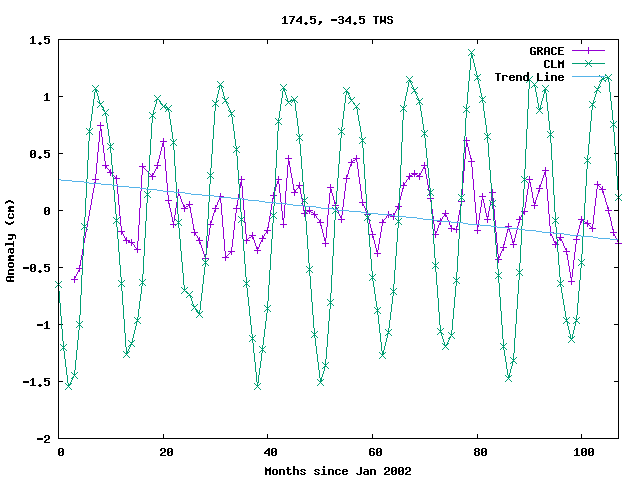 174.5, -34.5 TWS
GRACE
CLM
Trend Line
1.5
1
0.5
0
-0.5
-1
-1.5
-2
Anomaly (cm)
0 20 40 60 80 100
Months since Jan 2002